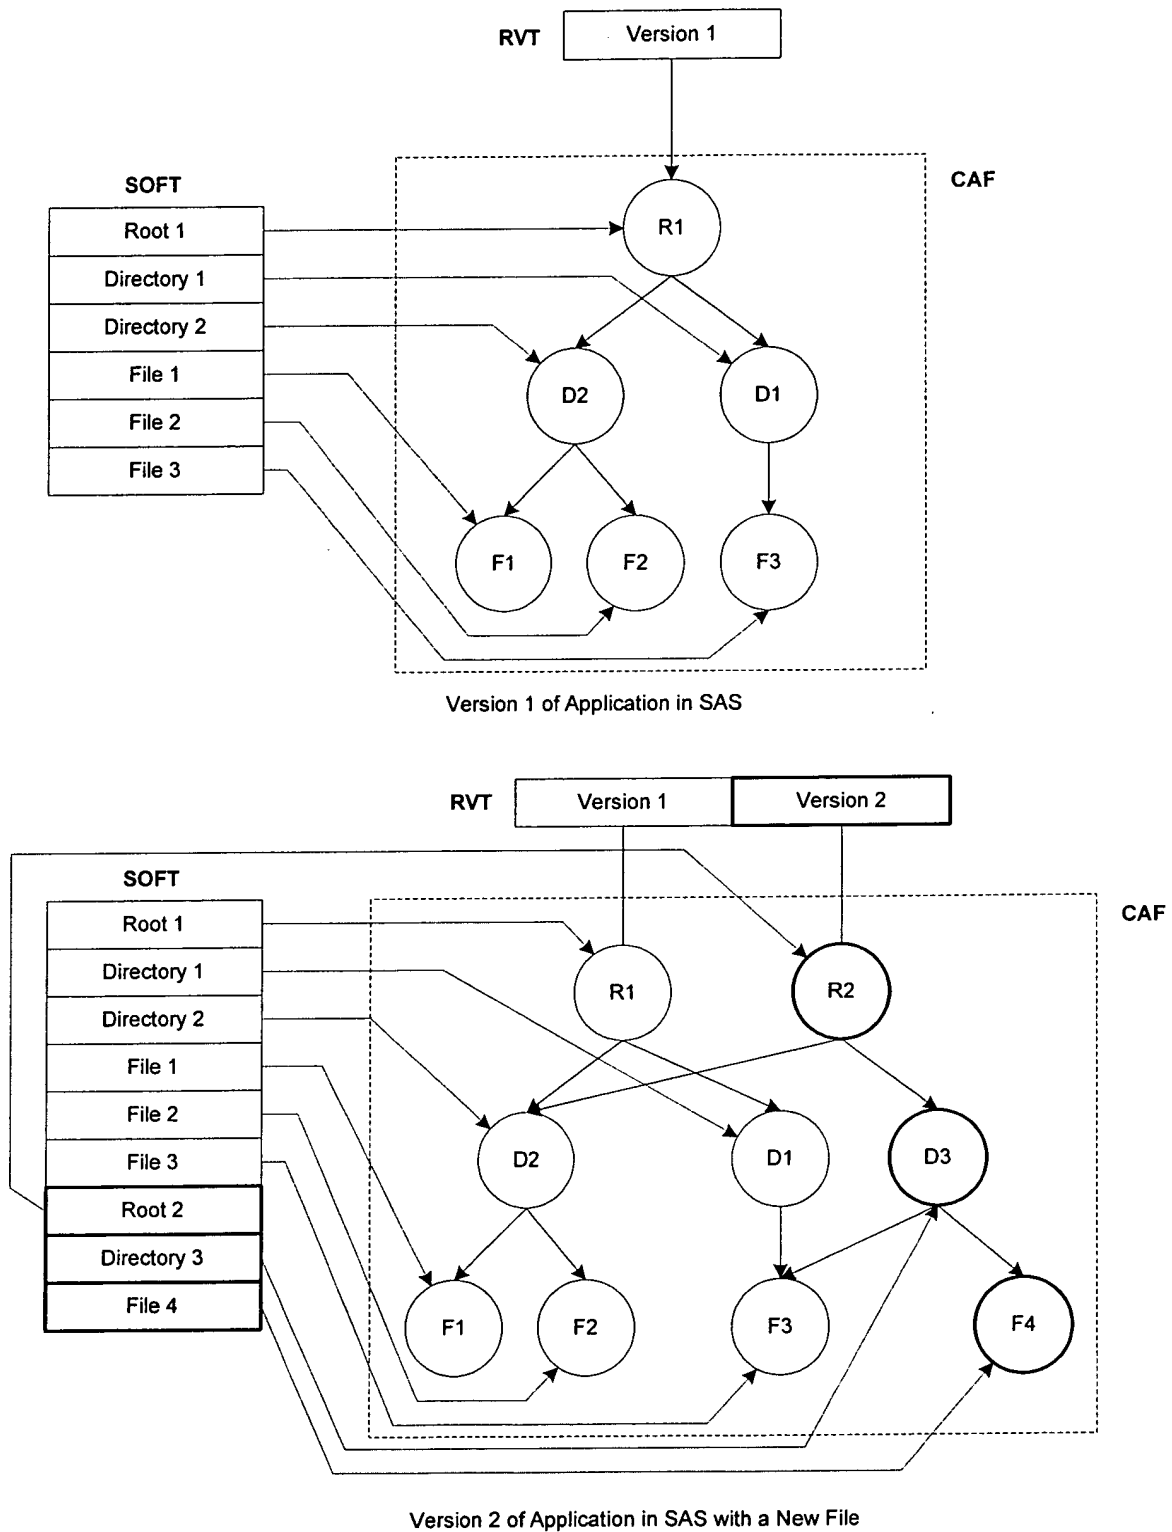 RVT Version 1
CAF
SOFT
Root 1
R1
Directory 1
Directory 2
File 1
D2 D1
File 2
File 3
F1 F2 F3
Version 1 of Application in SAS
RVT Version 1 Version 2
SOFT
CAF
Root 1
Directory 1
R1 R2
Directory 2
File 1
File 2
File 3
D2 D1 D3
Root 2
Directory 3
File 4
F1 F2 F3 F4
Version 2 of Application in SAS with a New File